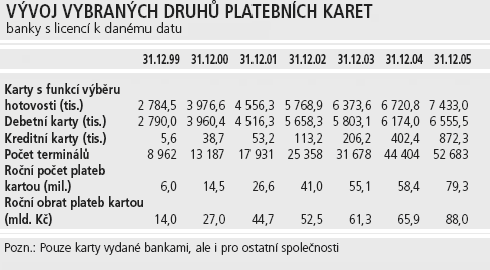 VÝVOJ VYBRANÝCH DRUHŮ PLATEBNÍCH KARET
banky s licencí k danému datu
31.12.99 31.12.00 31.12.01 31.12.02 31.12.03 31.12.04 31.12.05
Karty s funkcí výběru
hotovosti (tis.) 2 784,5 3 976,6 4 556,3 5 768,9 6 373,6 6 720,8 7 433,0
Debetní karty (tis.) 2 790,0 3 960,4 4 516,3 5 658,3 5 803,1 6 174,0 6 555,5
Kreditní karty (tis.) 5,6 38,7 53,2 113,2 206,2 402,4 872,3
Počet terminálů 8 962 13 187 17 931 25 358 31 678 44 404 52 683
Roční počet plateb
kartou (mil.) 6,0 14,5 26,6 41,0 55,1 58,4 79,3
Roční obrat plateb kartou
(mld. Kč) 14,0 27,0 44,7 52,5 61,3 65,9 88,0
Pozn.: Pouze karty vydané bankami, ale i pro ostatní společnosti